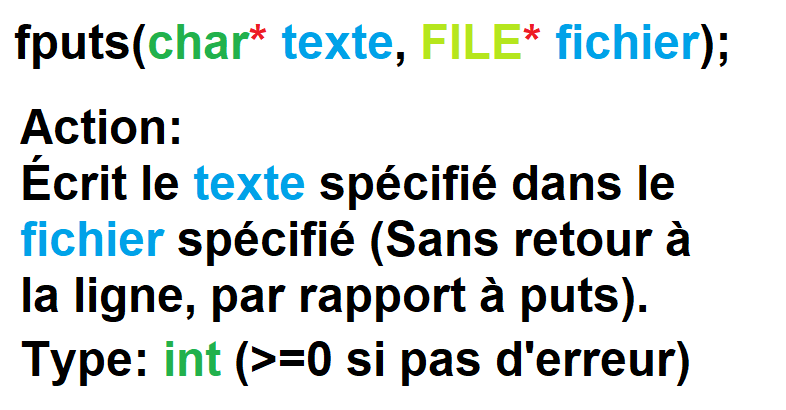 fputs(char* texte, FILE* fichier);
Action:
Écrit le texte spécifié dans le
fichier spécifié (Sans retour à
la ligne, par rapport à puts).
Type: int (>=0 si pas d'erreur)